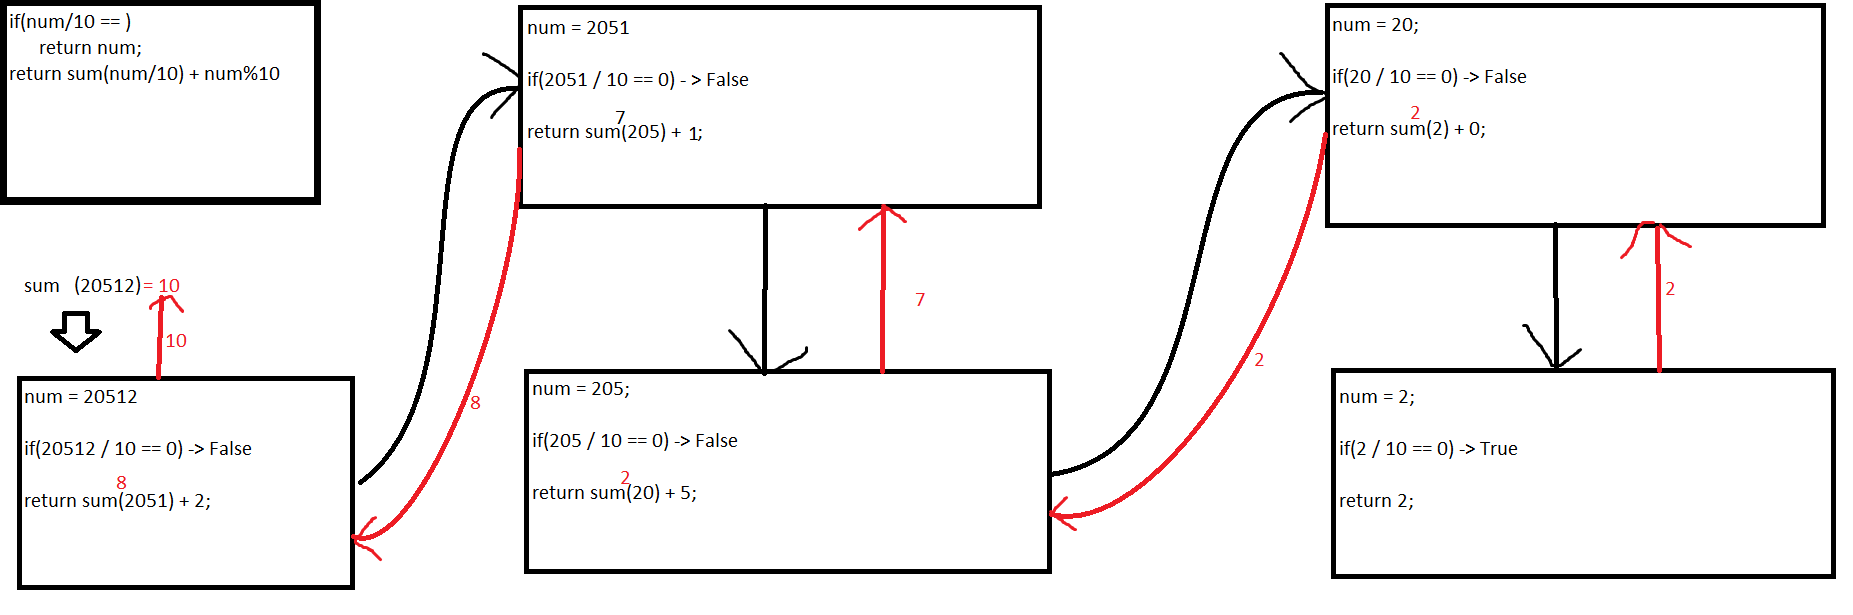 if(num/10 == )
return num;
return sum(num/10) + num%10
sum (20512)= 10
10
num = 20512
if(20512 / 10 == 0) -> False
8
return sum(2051) + 2;
8
num = 2051
if(2051 / 10 == 0) - > False
7
return sum(205) + 1;
7
num = 205;
if(205 / 10 == 0) -> False
2
return sum(20) + 5;
2
num = 20;
if(20 / 10 == 0) -> False
2
return sum(2) + 0;
2
num = 2;
if(2 / 10 == 0) -> True
return 2;